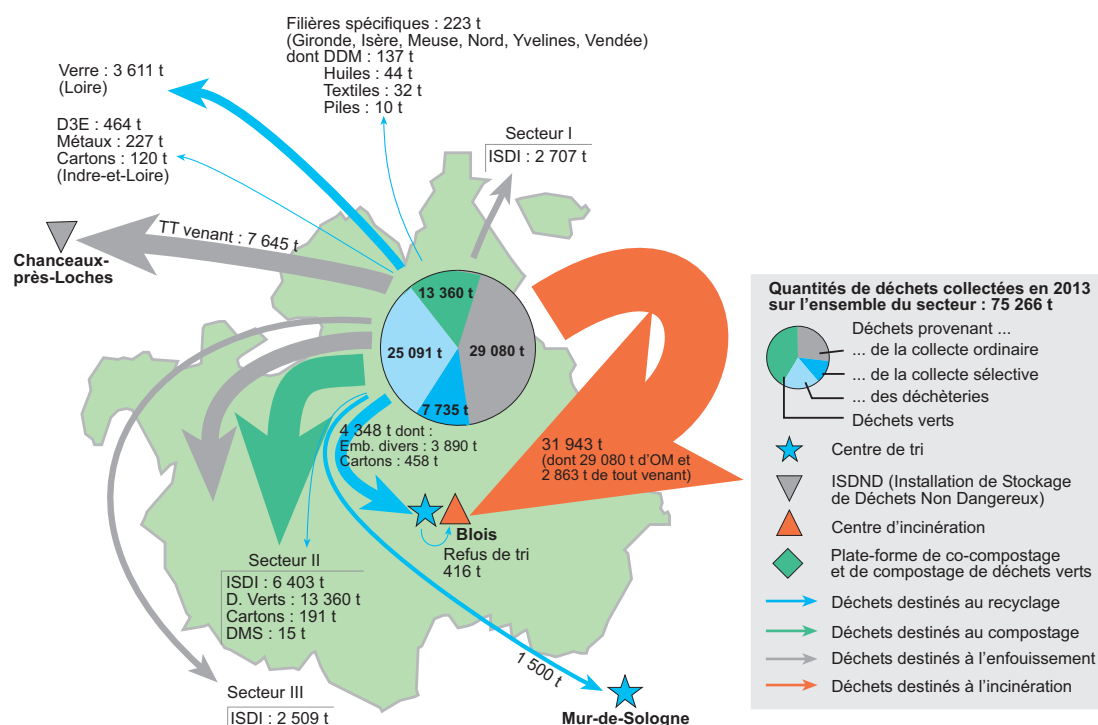 Filières spécifiques : 223 t
(Gironde, Isère, Meuse, Nord, Yvelines, Vendée)
dont DDM : 137 t
Huiles : 44 t
Textiles : 32 t
Piles : 10 t
Verre : 3 611 t
(Loire)
D3E : 464 t
Métaux : 227 t
Cartons : 120 t
(Indre-et-Loire)
Secteur I
ISDI : 2 707 t
TT venant : 7 645 t
Chanceaux-
près-Loches
13 360 t
25 091 t
29 080 t
7 735 t
4 348 t dont :
Emb. divers : 3 890 t
Cartons : 458 t
31 943 t
(dont 29 080 t d'OM et
2 863 t de tout venant)
Blois
Refus de tri
416 t
Secteur II
ISDI : 6 403 t
D. Verts : 13 360 t
Cartons : 191 t
DMS : 15 t
1 500 t
Secteur III
ISDI : 2 509 t
Mur-de-Sologne
Quantités de déchets collectées en 2013
sur l'ensemble du secteur : 75 266 t
Déchets provenant ...
... de la collecte ordinaire
... de la collecte sélective
... des déchèteries
Déchets verts
Centre de tri
ISDND (Installation de Stockage
de Déchets Non Dangereux)
Centre d'incinération
Plate-forme de co-compostage
et de compostage de déchets verts
Déchets destinés au recyclage
Déchets destinés au compostage
Déchets destinés à l'enfouissement
Déchets destinés à l'incinération